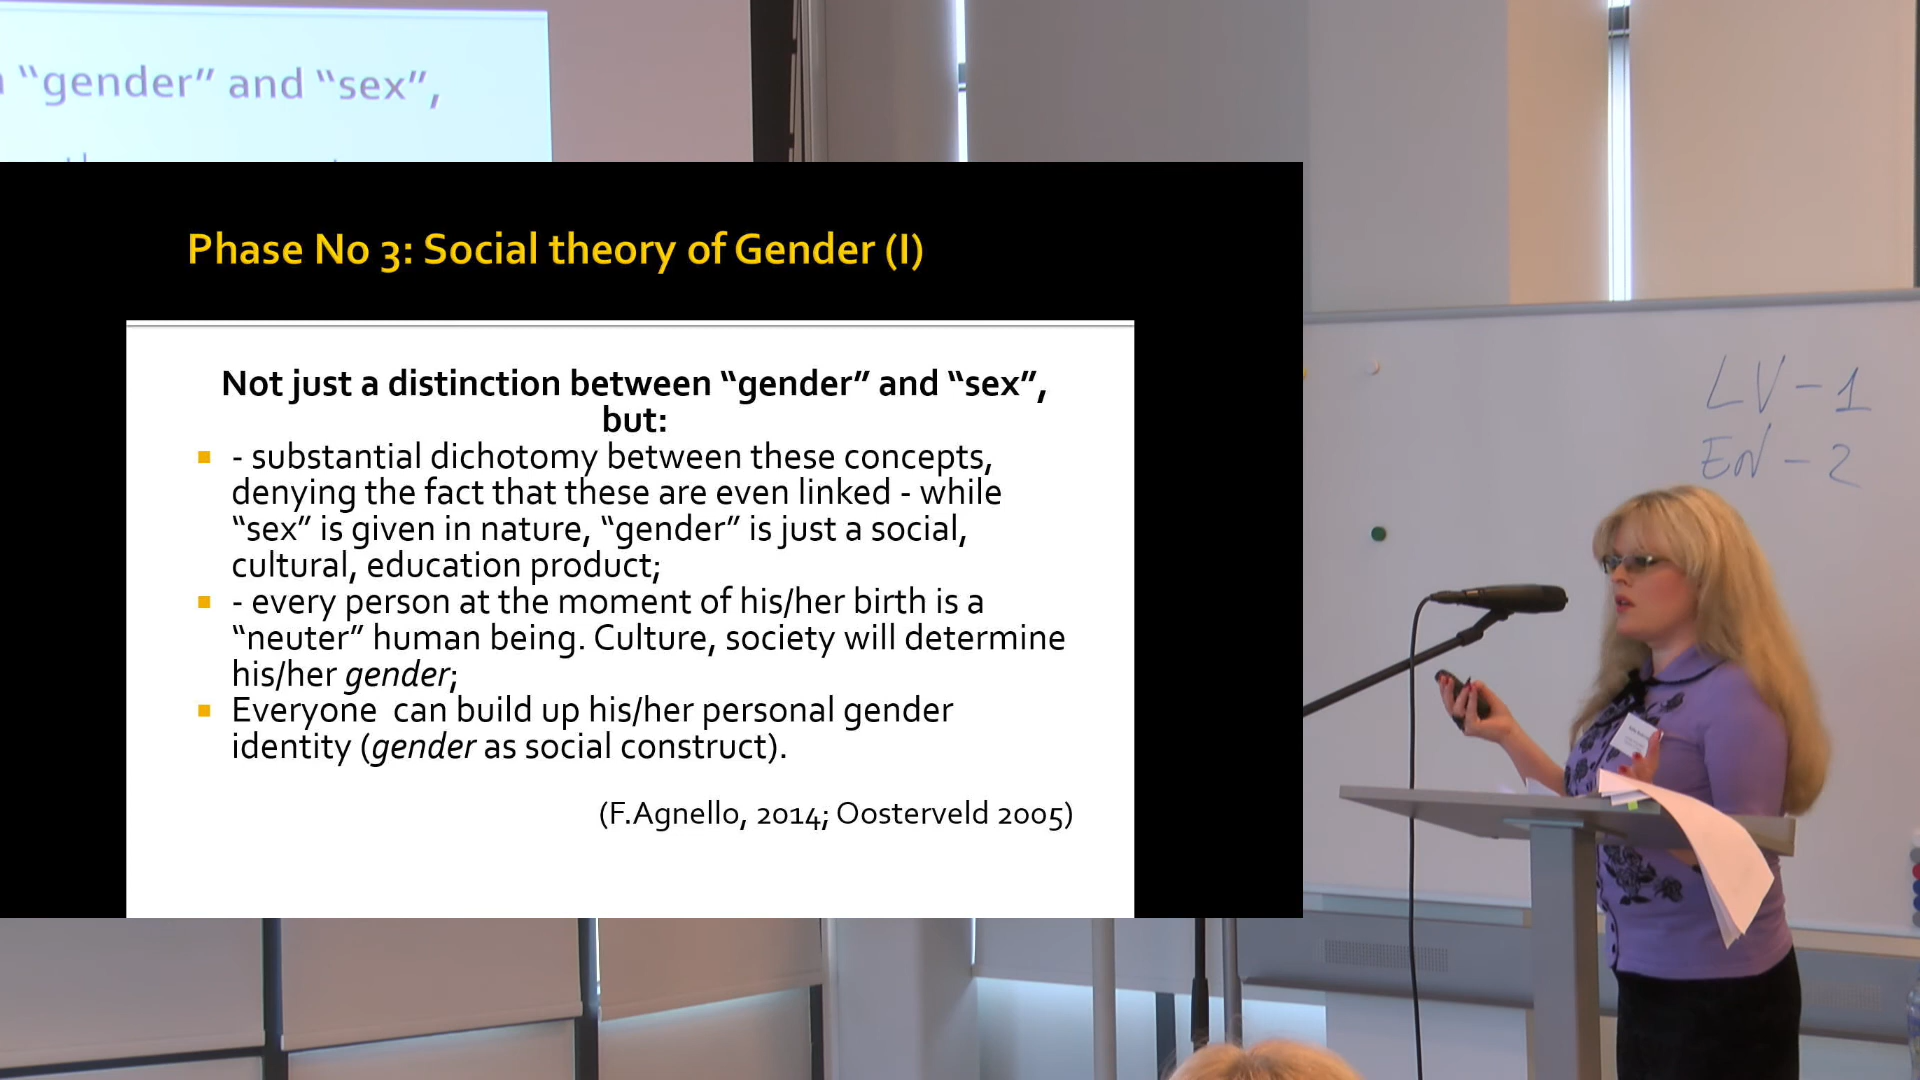 “gender” and “sex”,
Phase No 3: Social theory of Gender (I)
Not just a distinction between “gender” and “sex”,
but:
- substantial dichotomy between these concepts,
denying the fact that these are even linked - while
“sex” is given in nature, “gender” is just a social,
cultural, education product;
- every person at the moment of his/her birth is a
“neuter” human being. Culture, society will determine
his/her gender;
Everyone can build up his/her personal gender
identity (gender as social construct).
(F.Agnello, 2014; Oosterveld 2005)
LV - 1
EN - 2